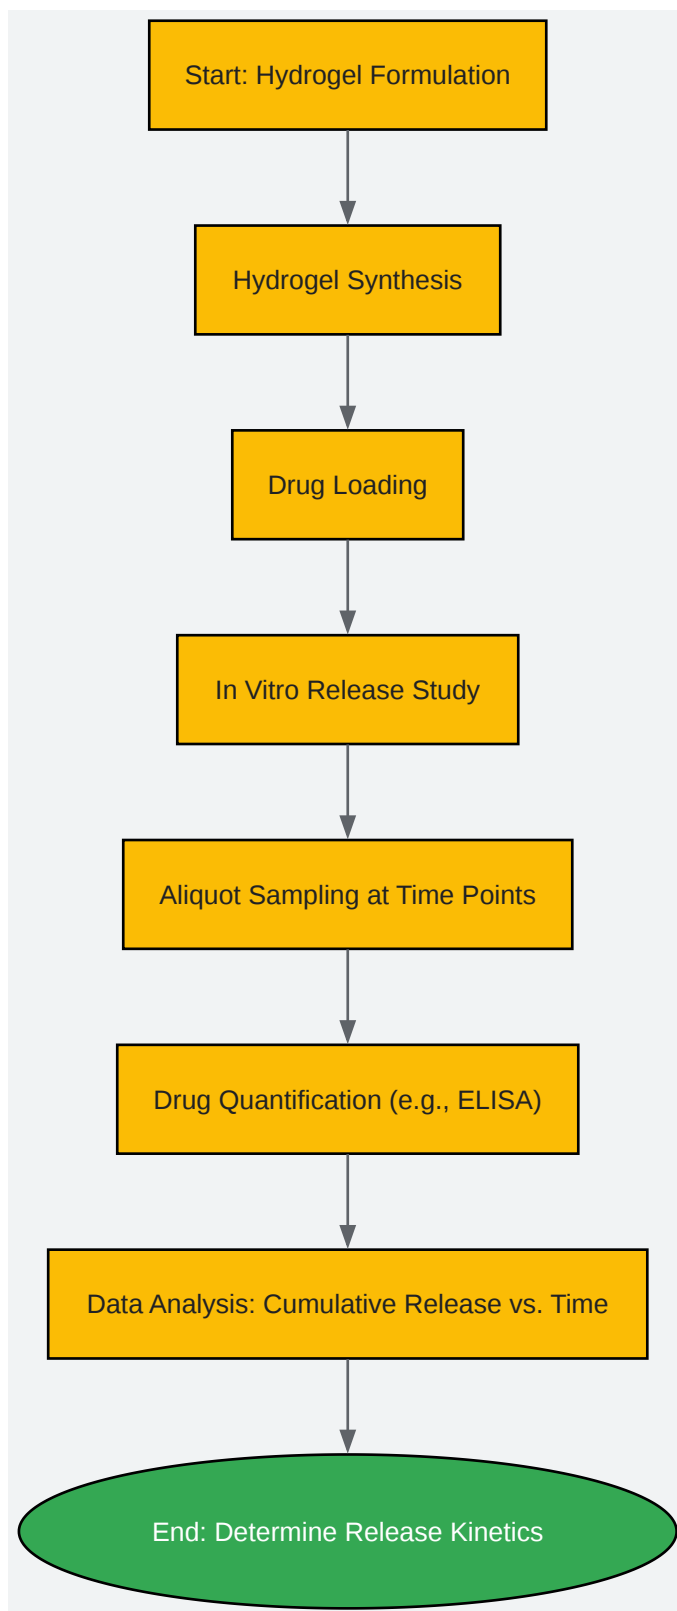 Start: Hydrogel Formulation
Hydrogel Synthesis
Drug Loading
In Vitro Release Study
Aliquot Sampling at Time Points
Drug Quantification (e.g., ELISA)
Data Analysis: Cumulative Release vs. Time
End: Determine Release Kinetics